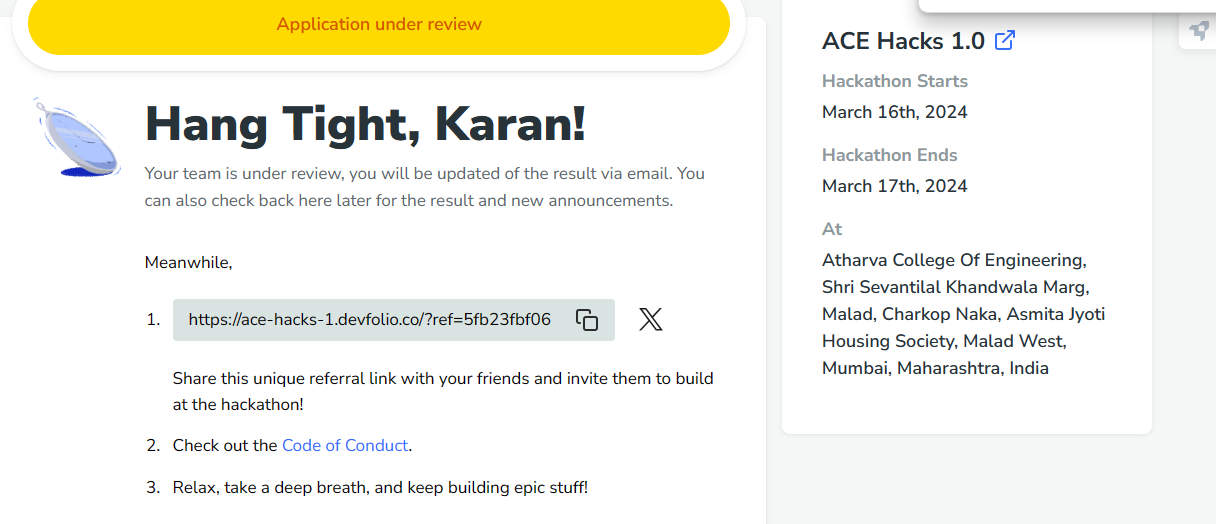 Application under review
Hang Tight, Karan!
Your team is under review, you will be updated of the result via email. You
can also check back here later for the result and new announcements.
Meanwhile,
1. https://ace-hacks-1.devfolio.co/?ref=5fb23fbf06
Share this unique referral link with your friends and invite them to build
at the hackathon!
2. Check out the Code of Conduct.
3. Relax, take a deep breath, and keep building epic stuff!
ACE Hacks 1.0
Hackathon Starts
March 16th, 2024
Hackathon Ends
March 17th, 2024
At
Atharva College Of Engineering,
Shri Sevantilal Khandwala Marg,
Malad, Charkop Naka, Asmita Jyoti
Housing Society, Malad West,
Mumbai, Maharashtra, India